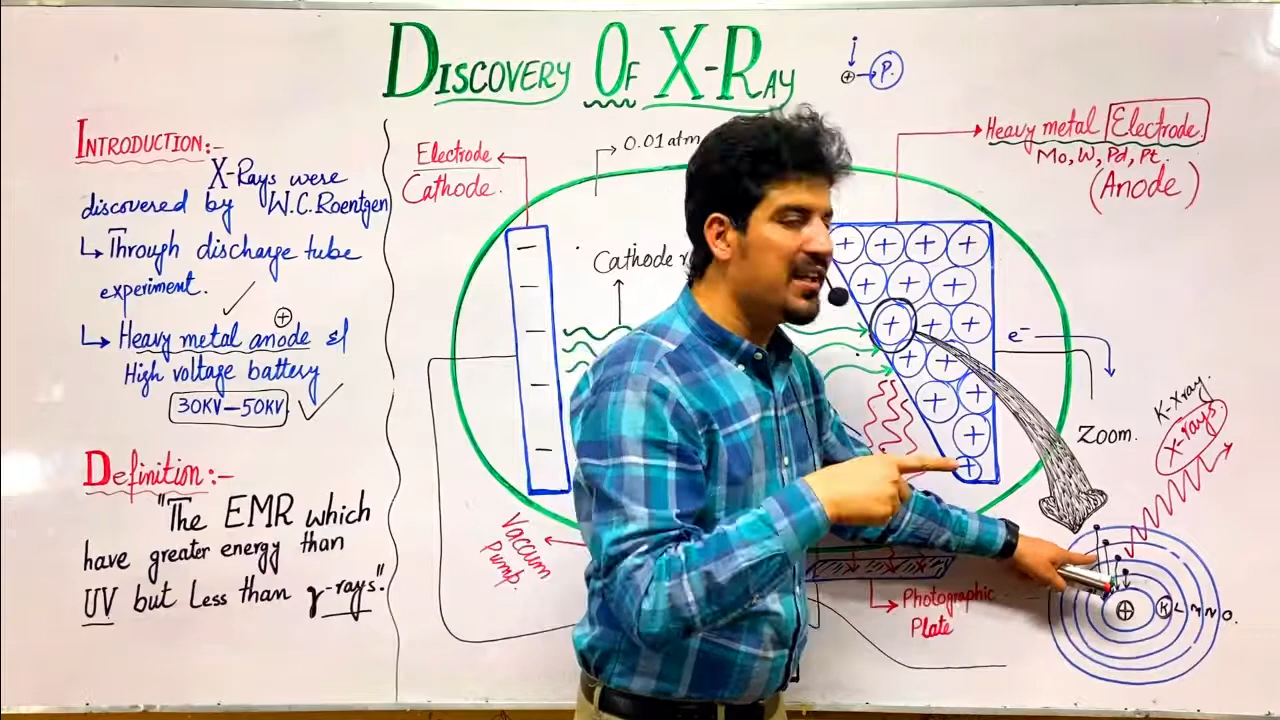 DISCOVERY OF X-RAY
P.
INTRODUCTION:-
X-Rays were
discovered by W.C.Roentgen
↳ Through discharge tube
experiment.
↳ Heavy metal anode &
High voltage battery
30KV-50KV
Definition:-
"The EMR which
have greater energy than
UV but Less than γ-rays".
Electrode
Cathode.
0.01 atm
Cathode
Heavy metal Electrode
Mo, W, Pd, Pt.
(Anode)
e⁻
Zoom.
K-Xray.
X-rays.
Vaccum
Pump.
Photographic
Plate
K L M N O.